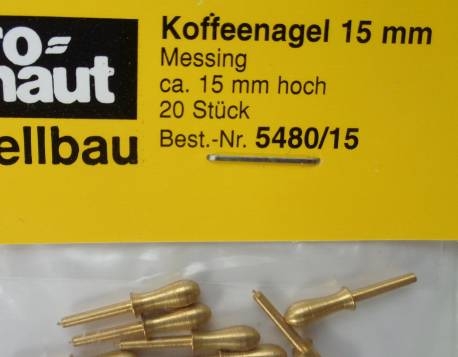 ro=
naut
ellbau
Koffeenagel 15 mm
Messing
ca. 15 mm hoch
20 Stück
Best.-Nr. 5480/15